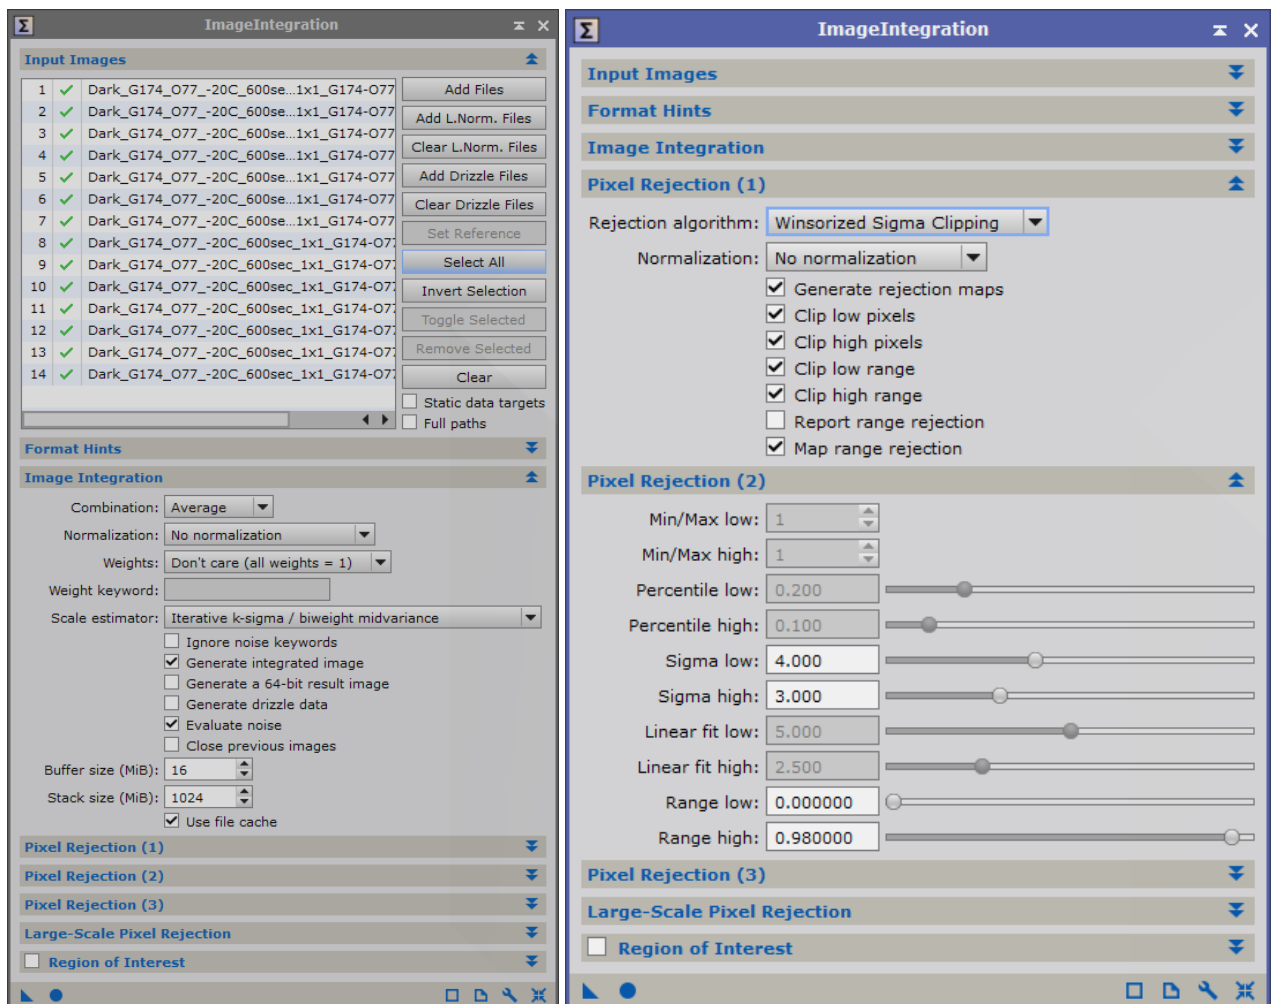 ImageIntegration
Input Images
1 Dark_G174_O77_-20C_600se...1x1_G174-O77
2 Dark_G174_O77_-20C_600se...1x1_G174-O77
3 Dark_G174_O77_-20C_600se...1x1_G174-O77
4 Dark_G174_O77_-20C_600se...1x1_G174-O77
5 Dark_G174_O77_-20C_600se...1x1_G174-O77
6 Dark_G174_O77_-20C_600se...1x1_G174-O77
7 Dark_G174_O77_-20C_600se...1x1_G174-O77
8 Dark_G174_O77_-20C_600sec_1x1_G174-O77
9 Dark_G174_O77_-20C_600sec_1x1_G174-O77
10 Dark_G174_O77_-20C_600sec_1x1_G174-O77
11 Dark_G174_O77_-20C_600sec_1x1_G174-O77
12 Dark_G174_O77_-20C_600sec_1x1_G174-O77
13 Dark_G174_O77_-20C_600sec_1x1_G174-O77
14 Dark_G174_O77_-20C_600sec_1x1_G174-O77
Add Files
Add L.Norm. Files
Clear L.Norm. Files
Add Drizzle Files
Clear Drizzle Files
Set Reference
Select All
Invert Selection
Toggle Selected
Remove Selected
Clear
Static data targets
Full paths
Format Hints
Image Integration
Combination: Average
Normalization: No normalization
Weights: Don't care (all weights = 1)
Weight keyword:
Scale estimator: Iterative k-sigma / biweight midvariance
Ignore noise keywords
Generate integrated image
Generate a 64-bit result image
Generate drizzle data
Evaluate noise
Close previous images
Buffer size (MiB): 16
Stack size (MiB): 1024
Use file cache
Pixel Rejection (1)
Pixel Rejection (2)
Pixel Rejection (3)
Large-Scale Pixel Rejection
Region of Interest
ImageIntegration
Input Images
Format Hints
Image Integration
Pixel Rejection (1)
Rejection algorithm: Winsorized Sigma Clipping
Normalization: No normalization
Generate rejection maps
Clip low pixels
Clip high pixels
Clip low range
Clip high range
Report range rejection
Map range rejection
Pixel Rejection (2)
Min/Max low: 1
Min/Max high: 1
Percentile low: 0.200
Percentile high: 0.100
Sigma low: 4.000
Sigma high: 3.000
Linear fit low: 5.000
Linear fit high: 2.500
Range low: 0.000000
Range high: 0.980000
Pixel Rejection (3)
Large-Scale Pixel Rejection
Region of Interest